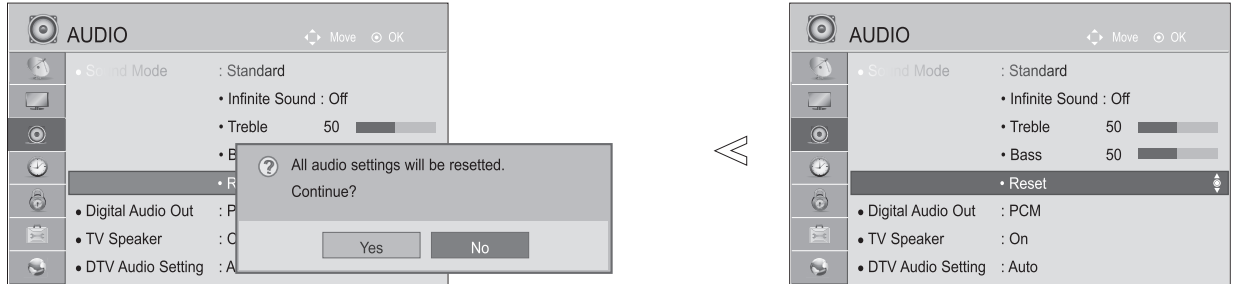 AUDIO
Move OK
• Sound Mode : Standard
• Infinite Sound : Off
• Treble 50
• B
• R
• Digital Audio Out : P
• TV Speaker : O
• DTV Audio Setting : A
? All audio settings will be resetted.
Continue?
Yes No
<
AUDIO
Move OK
• Sound Mode : Standard
• Infinite Sound : Off
• Treble 50
• Bass 50
• Reset
• Digital Audio Out : PCM
• TV Speaker : On
• DTV Audio Setting : Auto